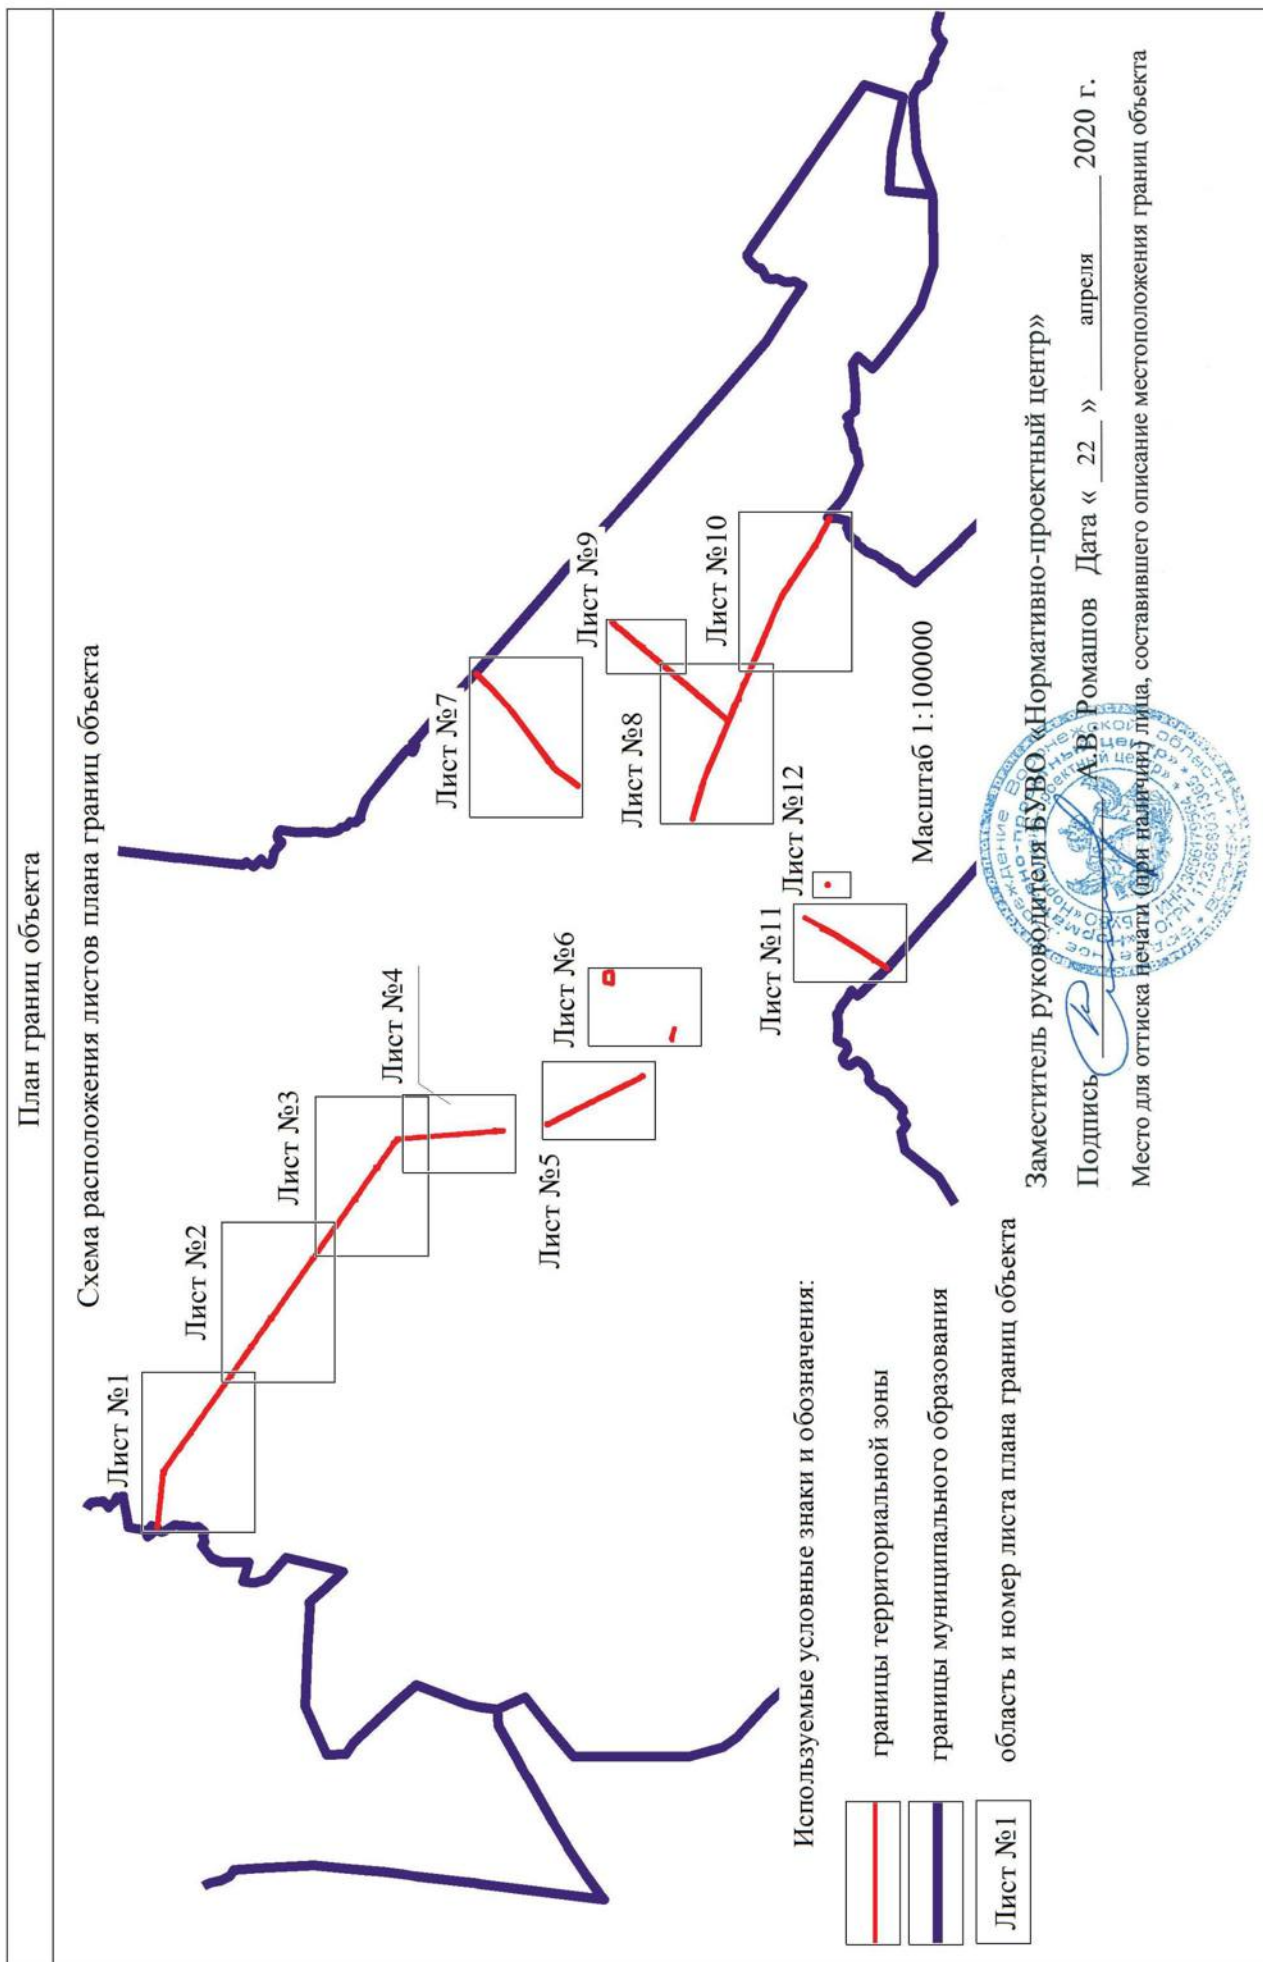 План границ объекта
Схема расположения листов плана границ объекта
Лист №1
Лист №2
Лист №3
Лист №4
Лист №5
Лист №6
Лист №7
Лист №8
Лист №9
Лист №10
Лист №11
Лист №12
Масштаб 1:100000
Используемые условные знаки и обозначения:
границы территориальной зоны
границы муниципального образования
Лист №1 область и номер листа плана границ объекта
Заместитель руководителя БУВО «Нормативно-проектный центр»
Подпись А.В. Ромашов Дата « 22 » апреля 2020 г.
Место для оттиска печати (при наличии) лица, составившего описание местоположения границ объекта